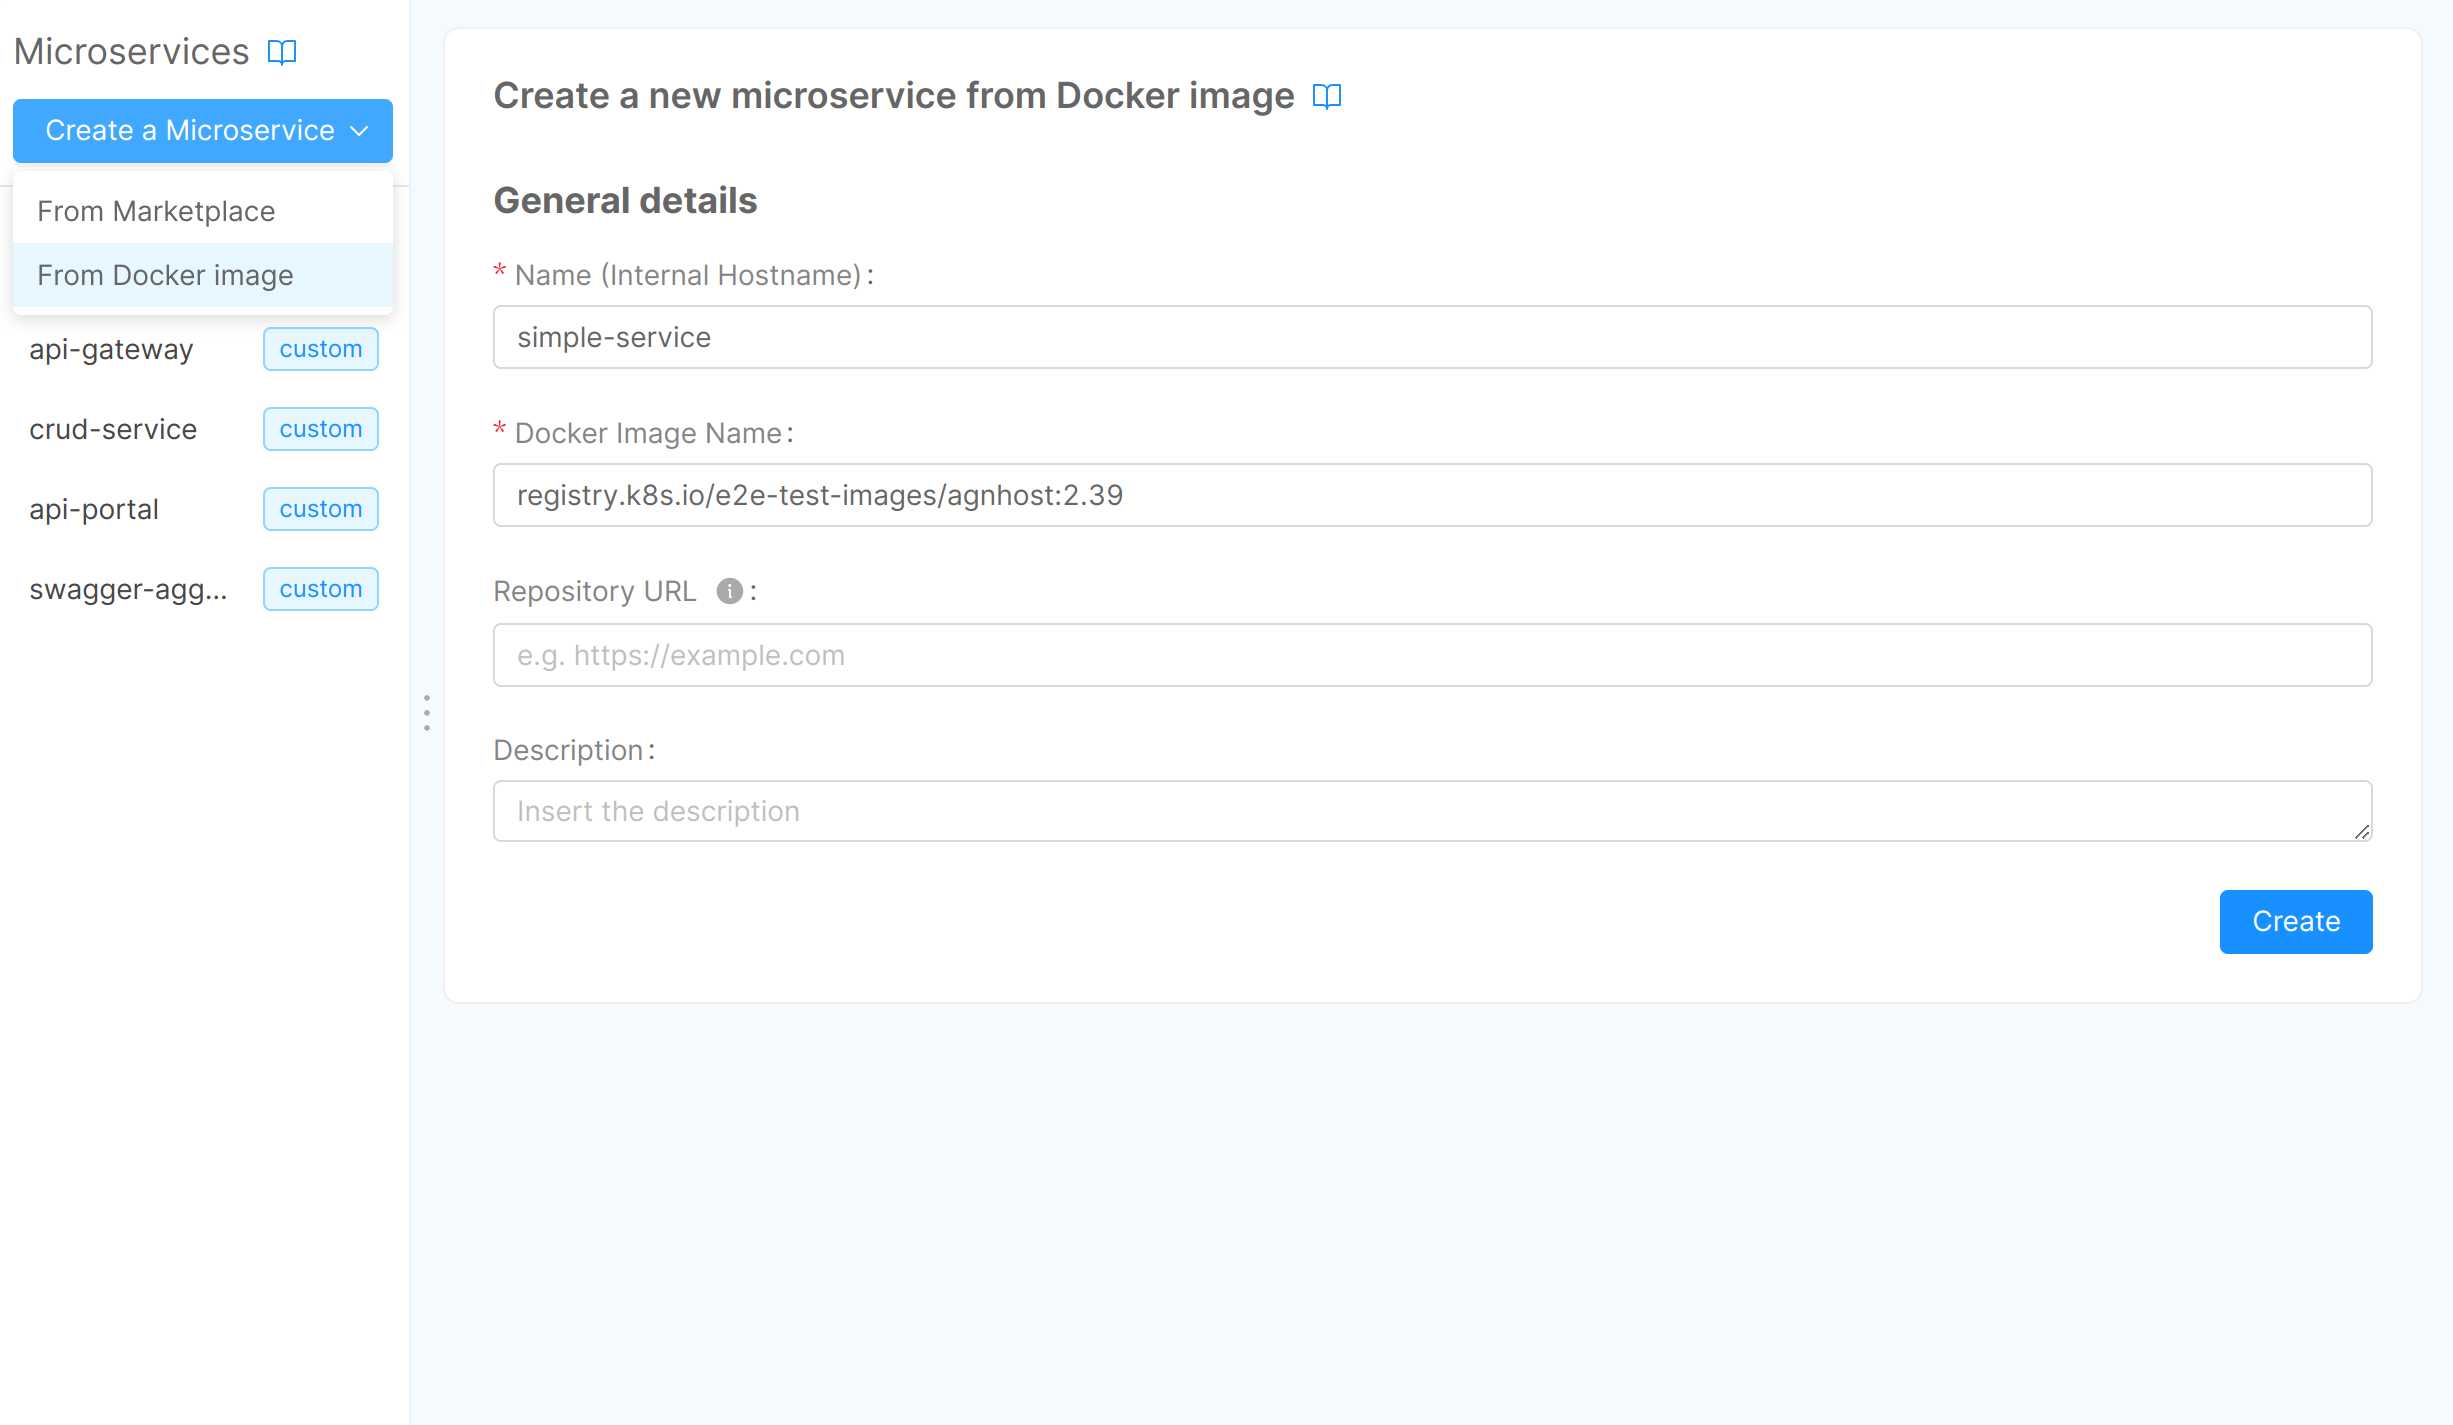 Microservices
Create a Microservice
From Marketplace
From Docker image
api-gateway custom
crud-service custom
api-portal custom
swagger-agg... custom
Create a new microservice from Docker image
General details
* Name (Internal Hostname) :
simple-service
* Docker Image Name :
registry.k8s.io/e2e-test-images/agnhost:2.39
Repository URL :
e.g. https://example.com
Description :
Insert the description
Create